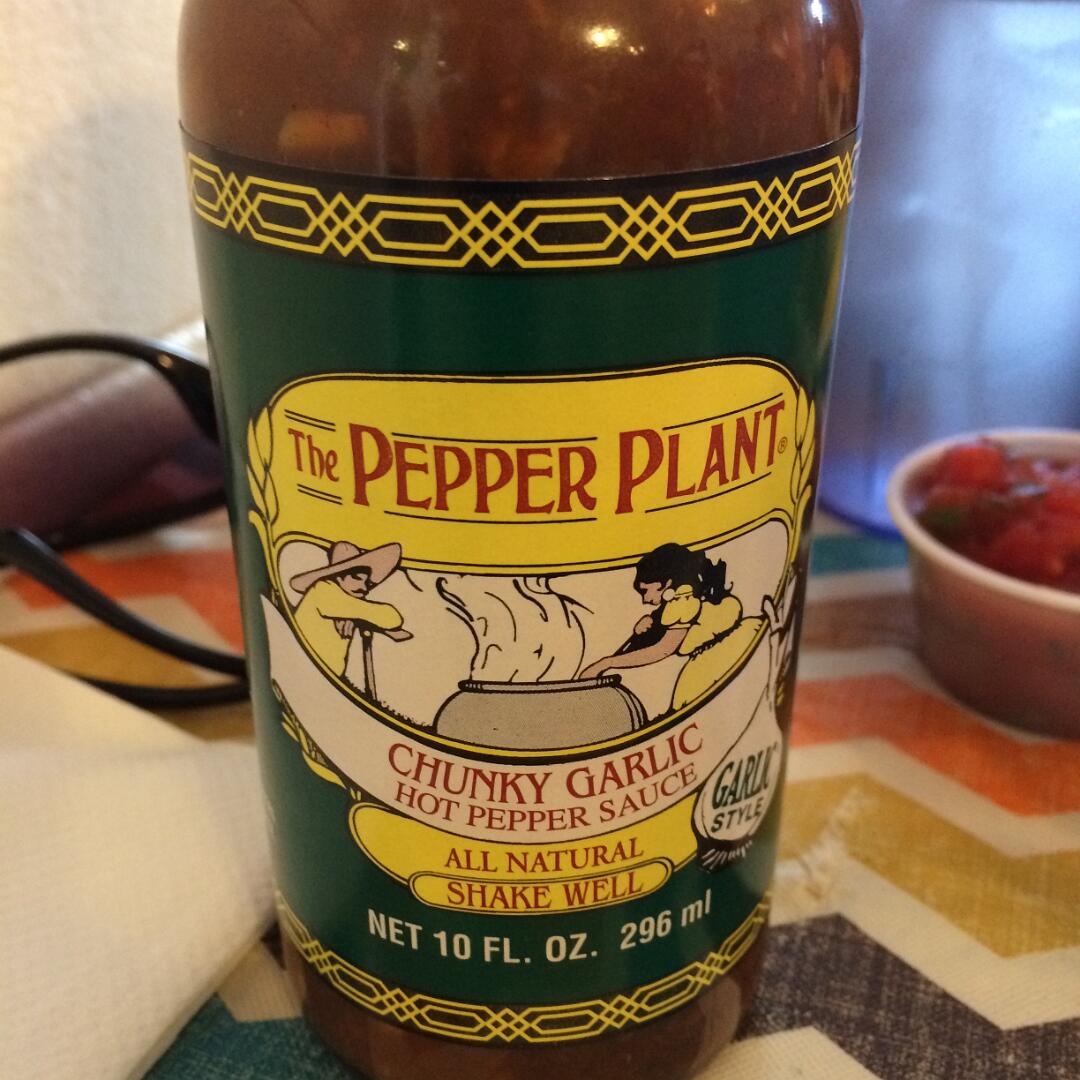 The PEPPER PLANT®
CHUNKY GARLIC
HOT PEPPER SAUCE
GARLIC
STYLE
ALL NATURAL
SHAKE WELL
NET 10 FL. OZ. 296 ml